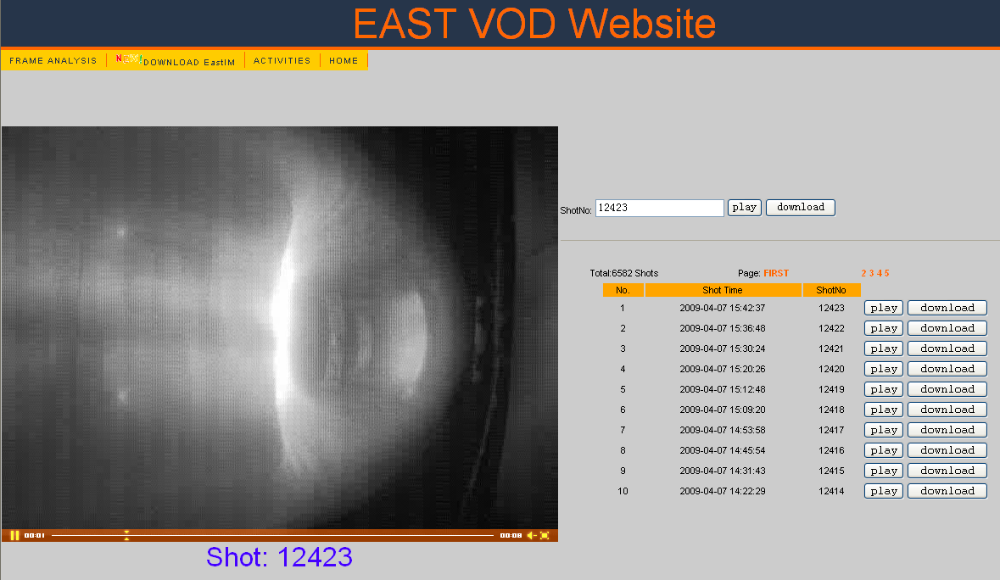 EAST VOD Website
FRAME ANALYSIS NEW! DOWNLOAD EastIM ACTIVITIES HOME
ShotNo: 12423 play download
Total:6582 Shots Page: FIRST 2 3 4 5
No. Shot Time ShotNo
1 2009-04-07 15:42:37 12423 play download
2 2009-04-07 15:36:48 12422 play download
3 2009-04-07 15:30:24 12421 play download
4 2009-04-07 15:20:26 12420 play download
5 2009-04-07 15:12:48 12419 play download
6 2009-04-07 15:09:20 12418 play download
7 2009-04-07 14:53:58 12417 play download
8 2009-04-07 14:45:54 12416 play download
9 2009-04-07 14:31:43 12415 play download
10 2009-04-07 14:22:29 12414 play download
00:01 00:08
Shot: 12423